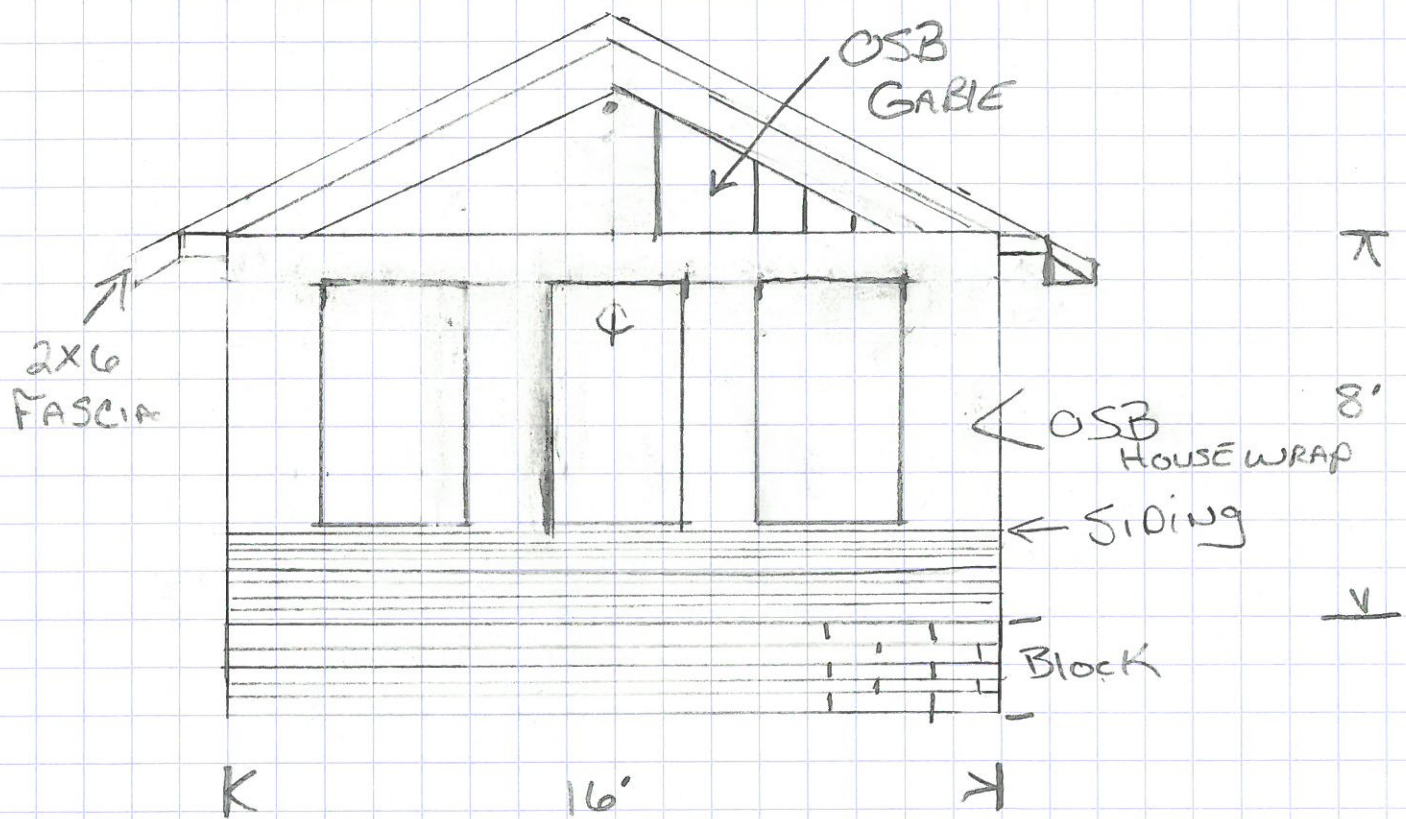 OSB
GABLE
2x6
FASCIA
8'
OSB
HOUSEWRAP
SIDING
Block
16'